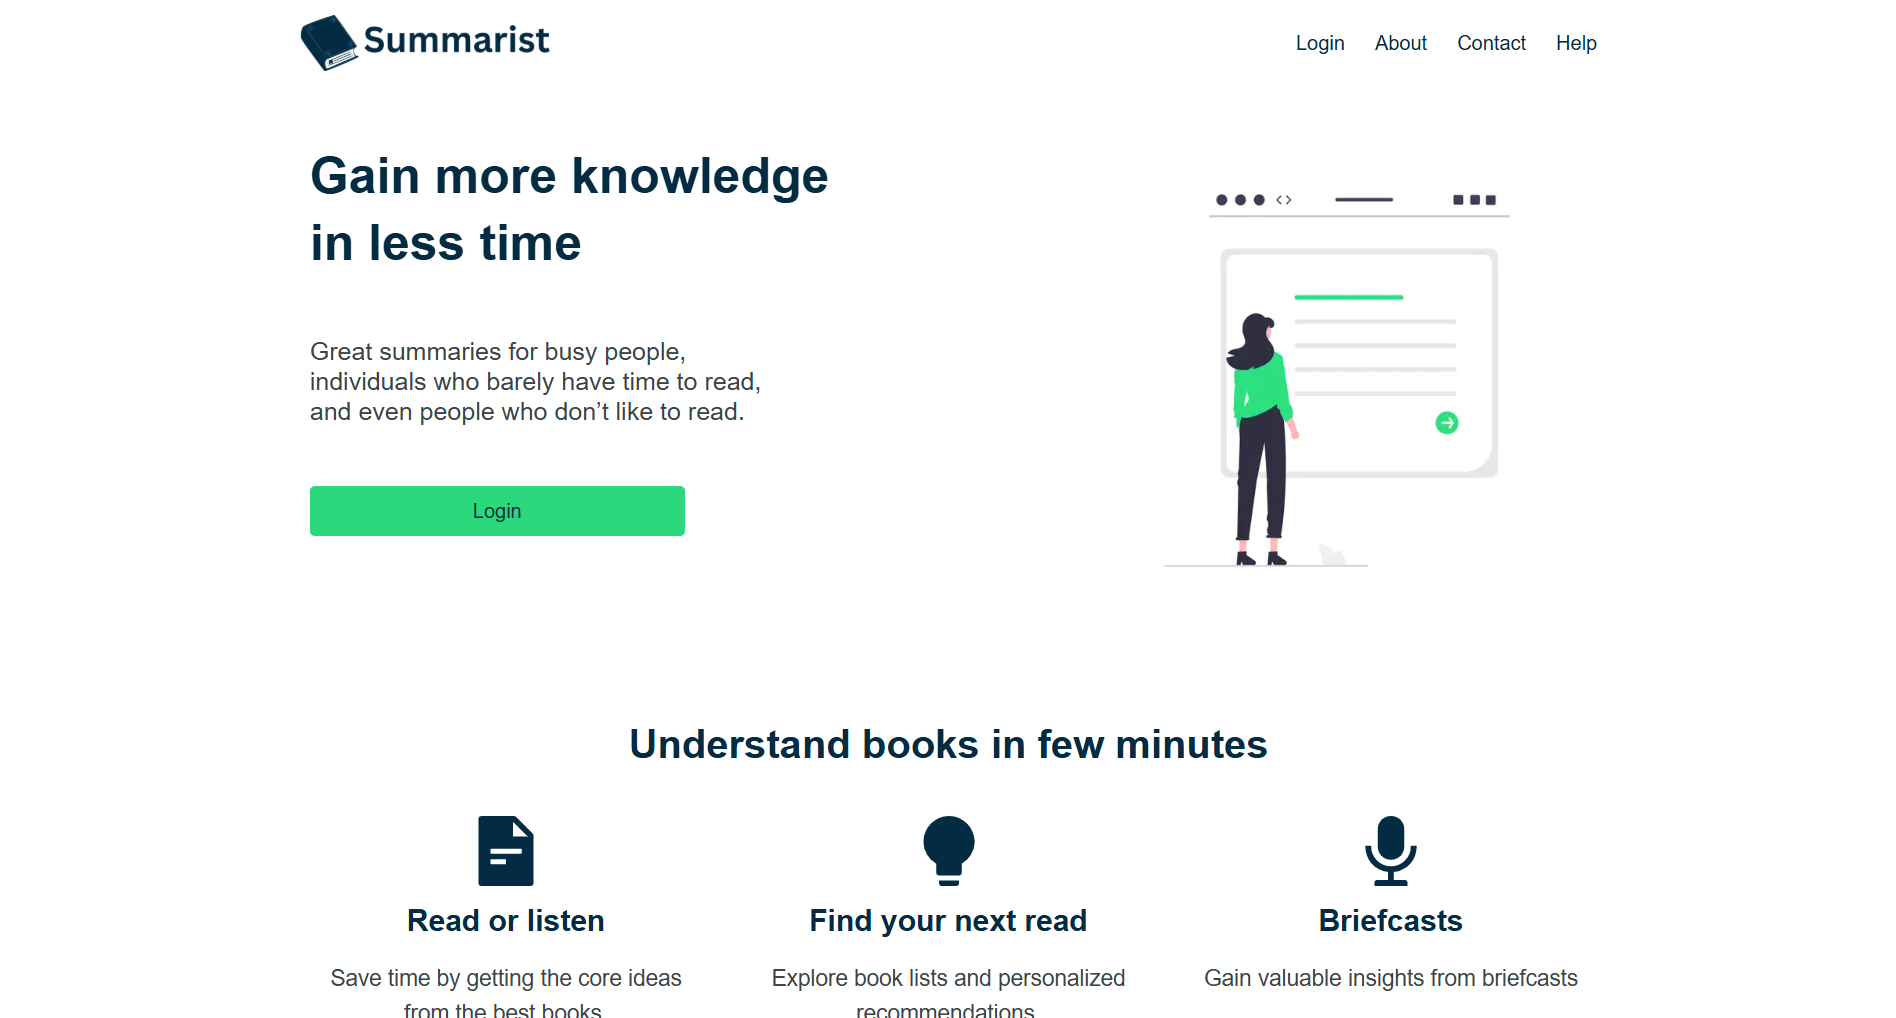 Summarist
Login About Contact Help
Gain more knowledge
in less time
Great summaries for busy people,
individuals who barely have time to read,
and even people who don’t like to read.
Login
Understand books in few minutes
Read or listen
Save time by getting the core ideas
from the best books.
Find your next read
Explore book lists and personalized
recommendations.
Briefcasts
Gain valuable insights from briefcasts